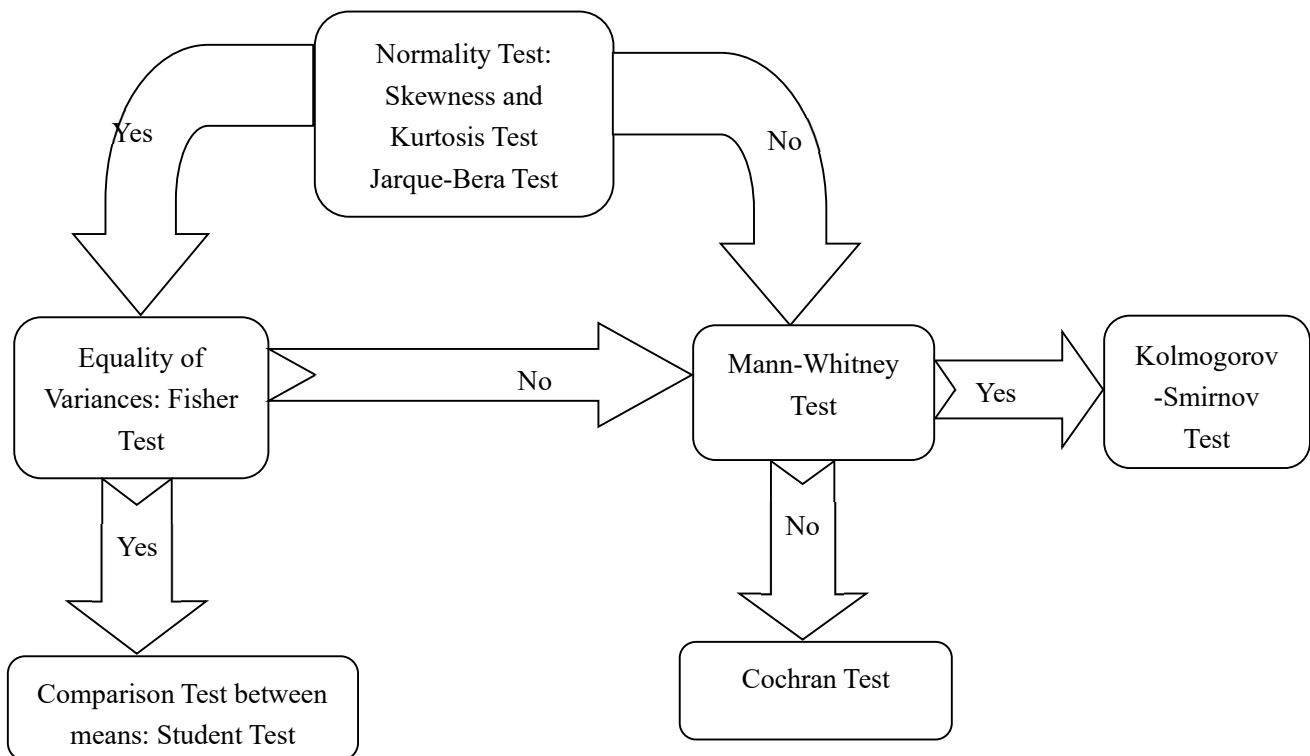 Normality Test:
Skewness and
Kurtosis Test
Jarque-Bera Test
Yes
No
Equality of
Variances: Fisher
Test
No
Mann-Whitney
Test
Yes
Kolmogorov
-Smirnov
Test
Yes
No
Comparison Test between
means: Student Test
Cochran Test